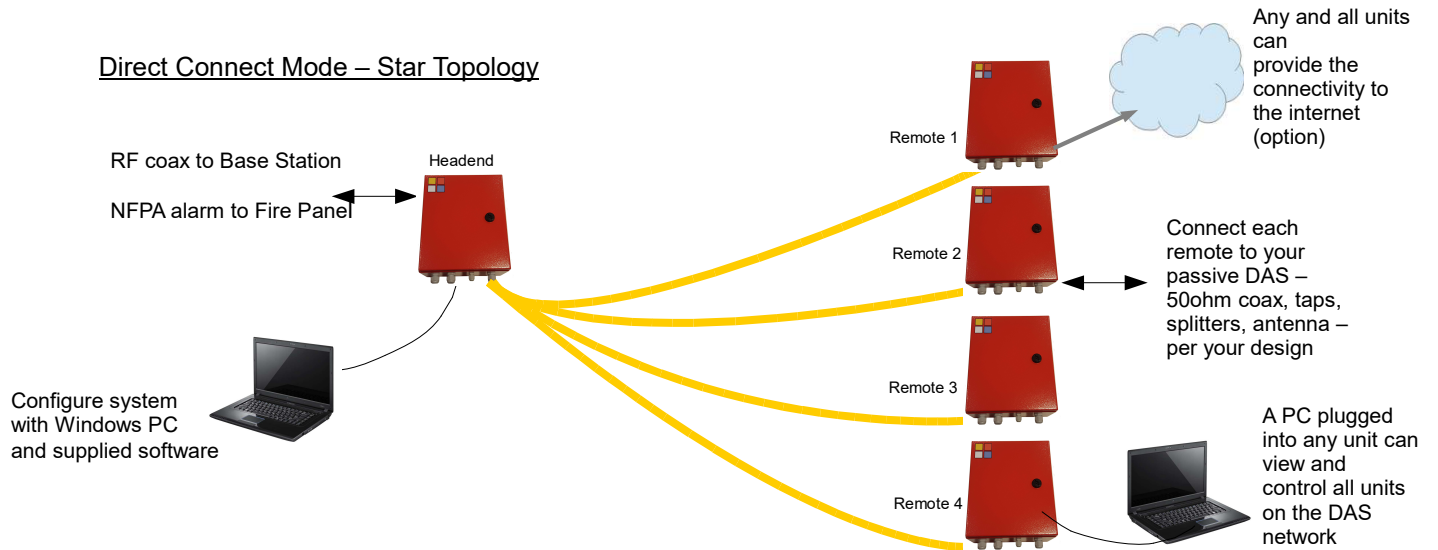 Direct Connect Mode – Star Topology
RF coax to Base Station
NFPA alarm to Fire Panel
Headend
Configure system
with Windows PC
and supplied software
Remote 1
Remote 2
Remote 3
Remote 4
Any and all units
can
provide the
connectivity to
the internet
(option)
Connect each
remote to your
passive DAS –
50ohm coax, taps,
splitters, antenna –
per your design
A PC plugged
into any unit can
view and
control all units
on the DAS
network